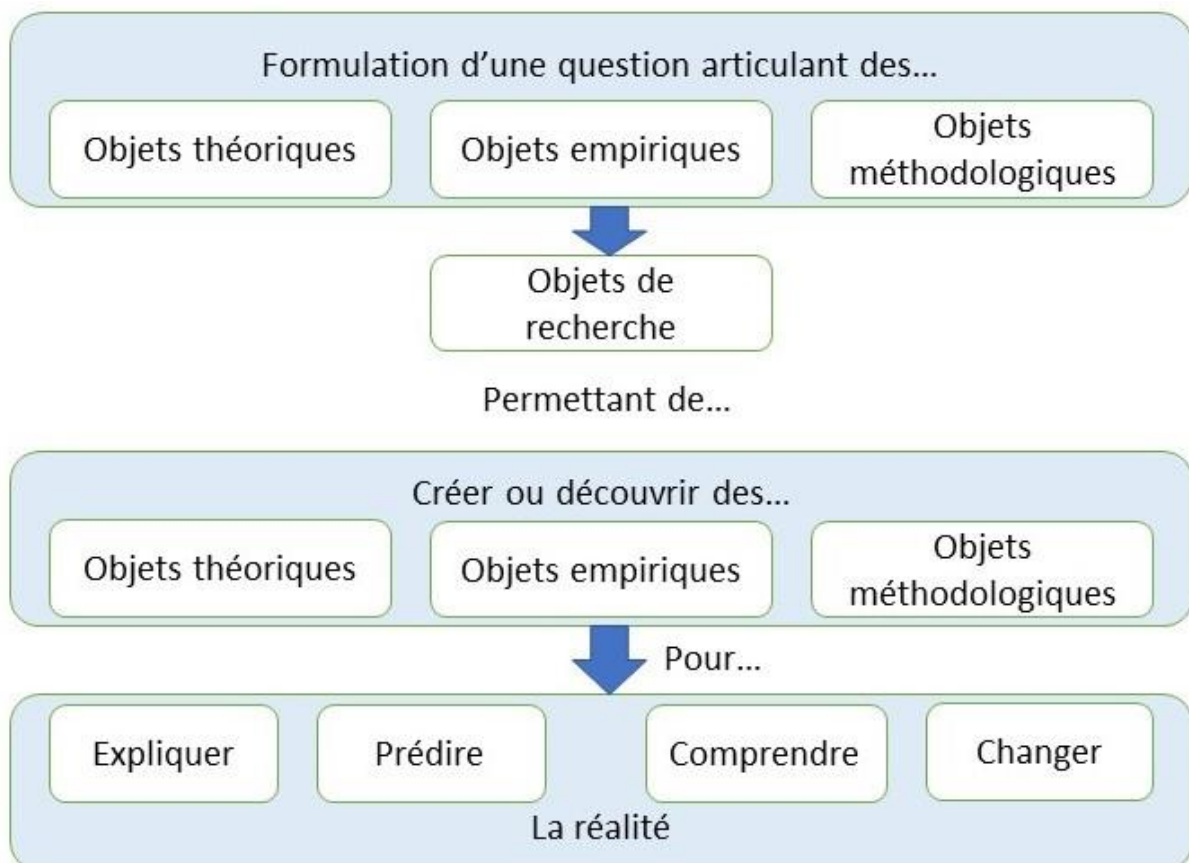 Formulation d’une question articulant des…
Objets théoriques
Objets empiriques
Objets
méthodologiques
Objets de
recherche
Permettant de…
Créer ou découvrir des…
Objets théoriques
Objets empiriques
Objets
méthodologiques
Pour…
Expliquer
Prédire
Comprendre
Changer
La réalité